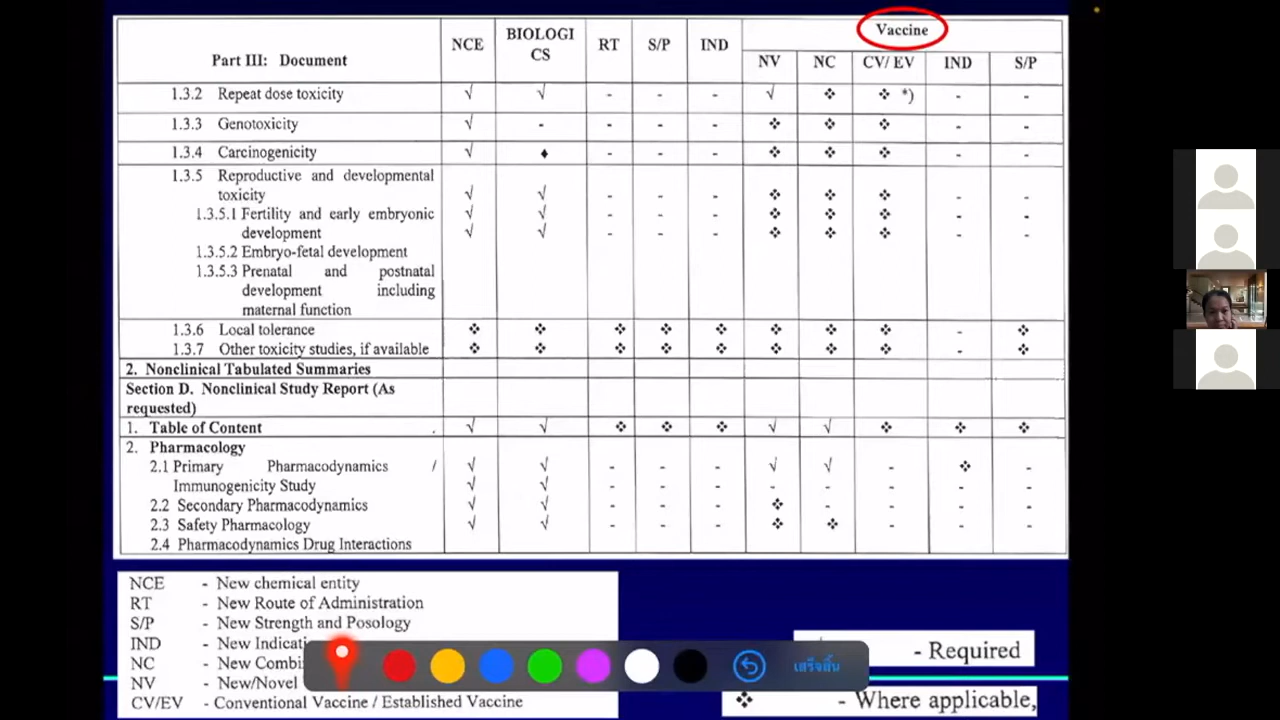 Part III: Document NCE BIOLOGI CS RT S/P IND Vaccine
NV NC CV/ EV IND S/P
1.3.2 Repeat dose toxicity √ √ - - - √ ❖ ❖ *) - -
1.3.3 Genotoxicity √ - - - - ❖ ❖ ❖ - -
1.3.4 Carcinogenicity √ ♦ - - - ❖ ❖ ❖ - -
1.3.5 Reproductive and developmental
toxicity √ √ - - - ❖ ❖ ❖ - -
1.3.5.1 Fertility and early embryonic √ √ - - - ❖ ❖ ❖ - -
development √ √ - - - ❖ ❖ ❖ - -
1.3.5.2 Embryo-fetal development
1.3.5.3 Prenatal and postnatal
development including
maternal function
1.3.6 Local tolerance ❖ ❖ ❖ ❖ ❖ ❖ ❖ ❖ - ❖
1.3.7 Other toxicity studies, if available ❖ ❖ ❖ ❖ ❖ ❖ ❖ ❖ - ❖
2. Nonclinical Tabulated Summaries
Section D. Nonclinical Study Report (As
requested)
1. Table of Content √ √ ❖ ❖ ❖ √ √ ❖ ❖ ❖
2. Pharmacology
2.1 Primary Pharmacodynamics / √ √ - - - √ √ - ❖ -
Immunogenicity Study √ √ - - - - - - - -
2.2 Secondary Pharmacodynamics √ √ - - - ❖ - - - -
2.3 Safety Pharmacology √ √ - - - ❖ ❖ - - -
2.4 Pharmacodynamics Drug Interactions
NCE - New chemical entity
RT - New Route of Administration
S/P - New Strength and Posology
IND - New Indicati
NC - New Combi
NV - New/Novel
CV/EV - Conventional Vaccine / Established Vaccine
- Required
❖ - Where applicable,
เสร็จสิ้น